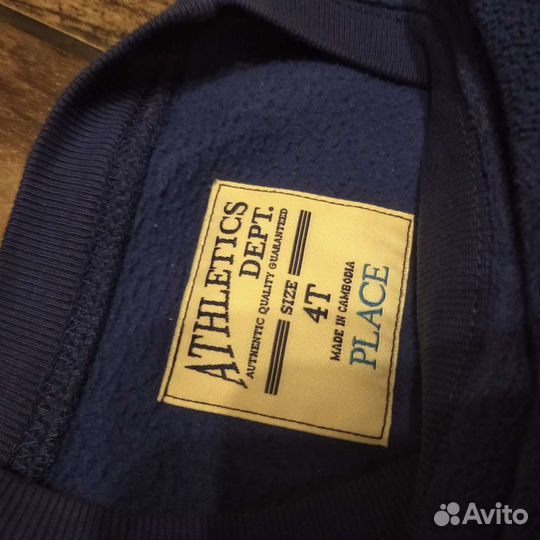 ATHLETICS
DEPT.
AUTHENTIC QUALITY GUARANTEED
SIZE
4T
MADE IN CAMBODIA
PLACE
Avito